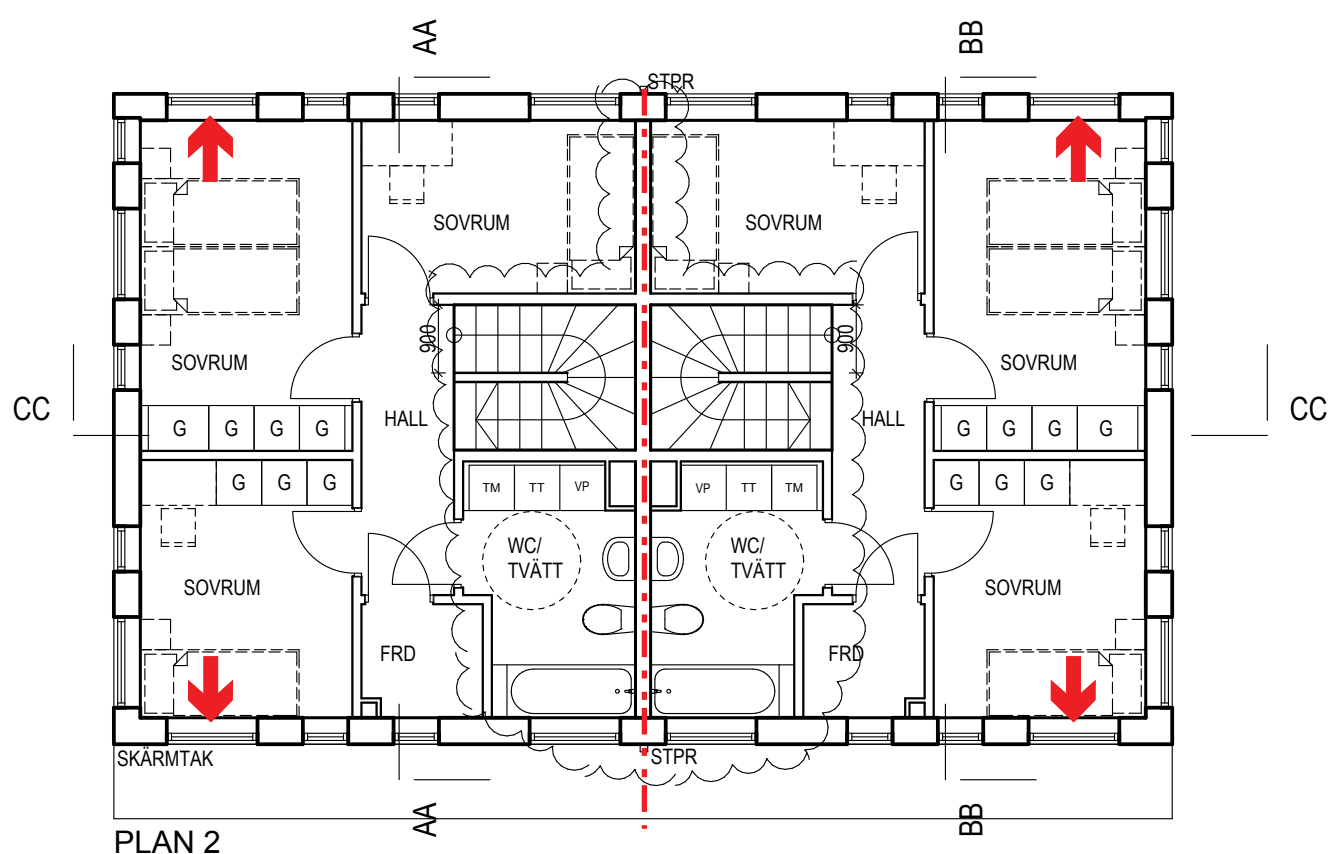 AA
BB
STPR
SOVRUM
SOVRUM
900
900
SOVRUM
SOVRUM
CC
CC
HALL
HALL
G G G G
G G G G
G G G
G G G
TM TT VP
VP TT TM
WC/
TVÄTT
WC/
TVÄTT
SOVRUM
SOVRUM
FRD
FRD
SKÄRMTAK
STPR
AA
BB
PLAN 2